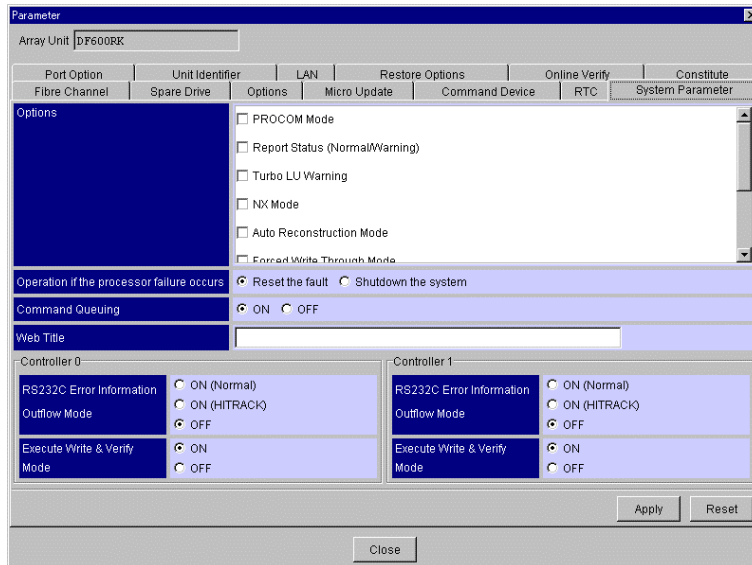 Parameter
Array Unit DF600RK
Port Option Unit Identifier LAN Restore Options Online Verify Constitute
Fibre Channel Spare Drive Options Micro Update Command Device RTC System Parameter
Options
PROCOM Mode
Report Status (Normal/Warning)
Turbo LU Warning
NX Mode
Auto Reconstruction Mode
Forced Write Through Mode
Operation if the processor failure occurs Reset the fault Shutdown the system
Command Queuing ON OFF
Web Title
Controller 0
RS232C Error Information
Outflow Mode
ON (Normal)
ON (HITRACK)
OFF
Execute Write & Verify
Mode
ON
OFF
Controller 1
RS232C Error Information
Outflow Mode
ON (Normal)
ON (HITRACK)
OFF
Execute Write & Verify
Mode
ON
OFF
Apply Reset
Close